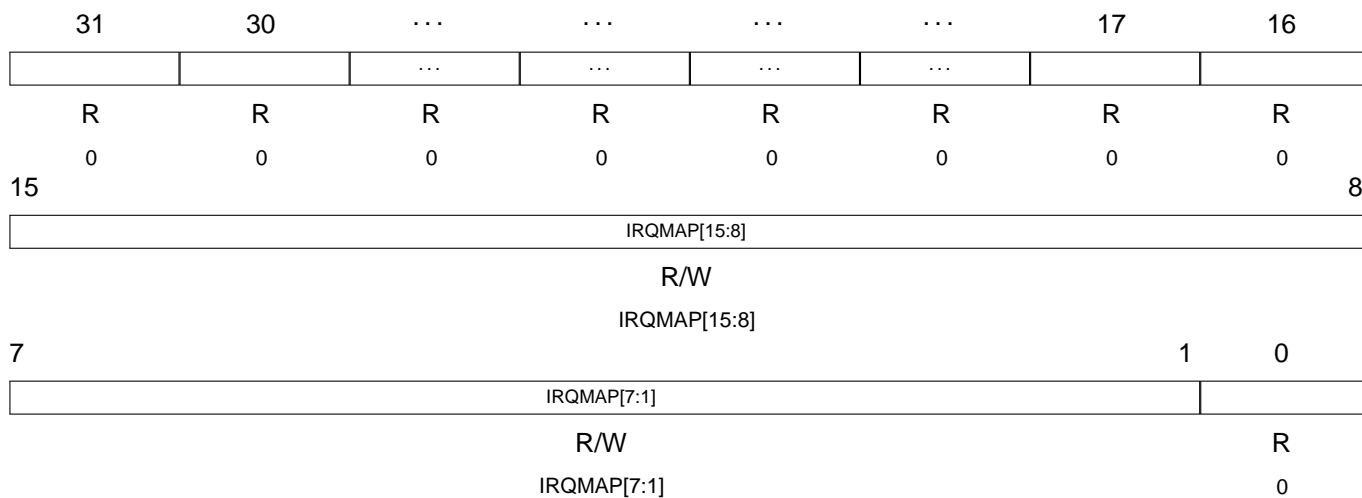 31 30 ... ... ... ... 17 16
... ... ... ...
R R R R R R R R
0 0 0 0 0 0 0 0
15 8
IRQMAP[15:8]
R/W
IRQMAP[15:8]
7 1 0
IRQMAP[7:1]
R/W R
IRQMAP[7:1] 0